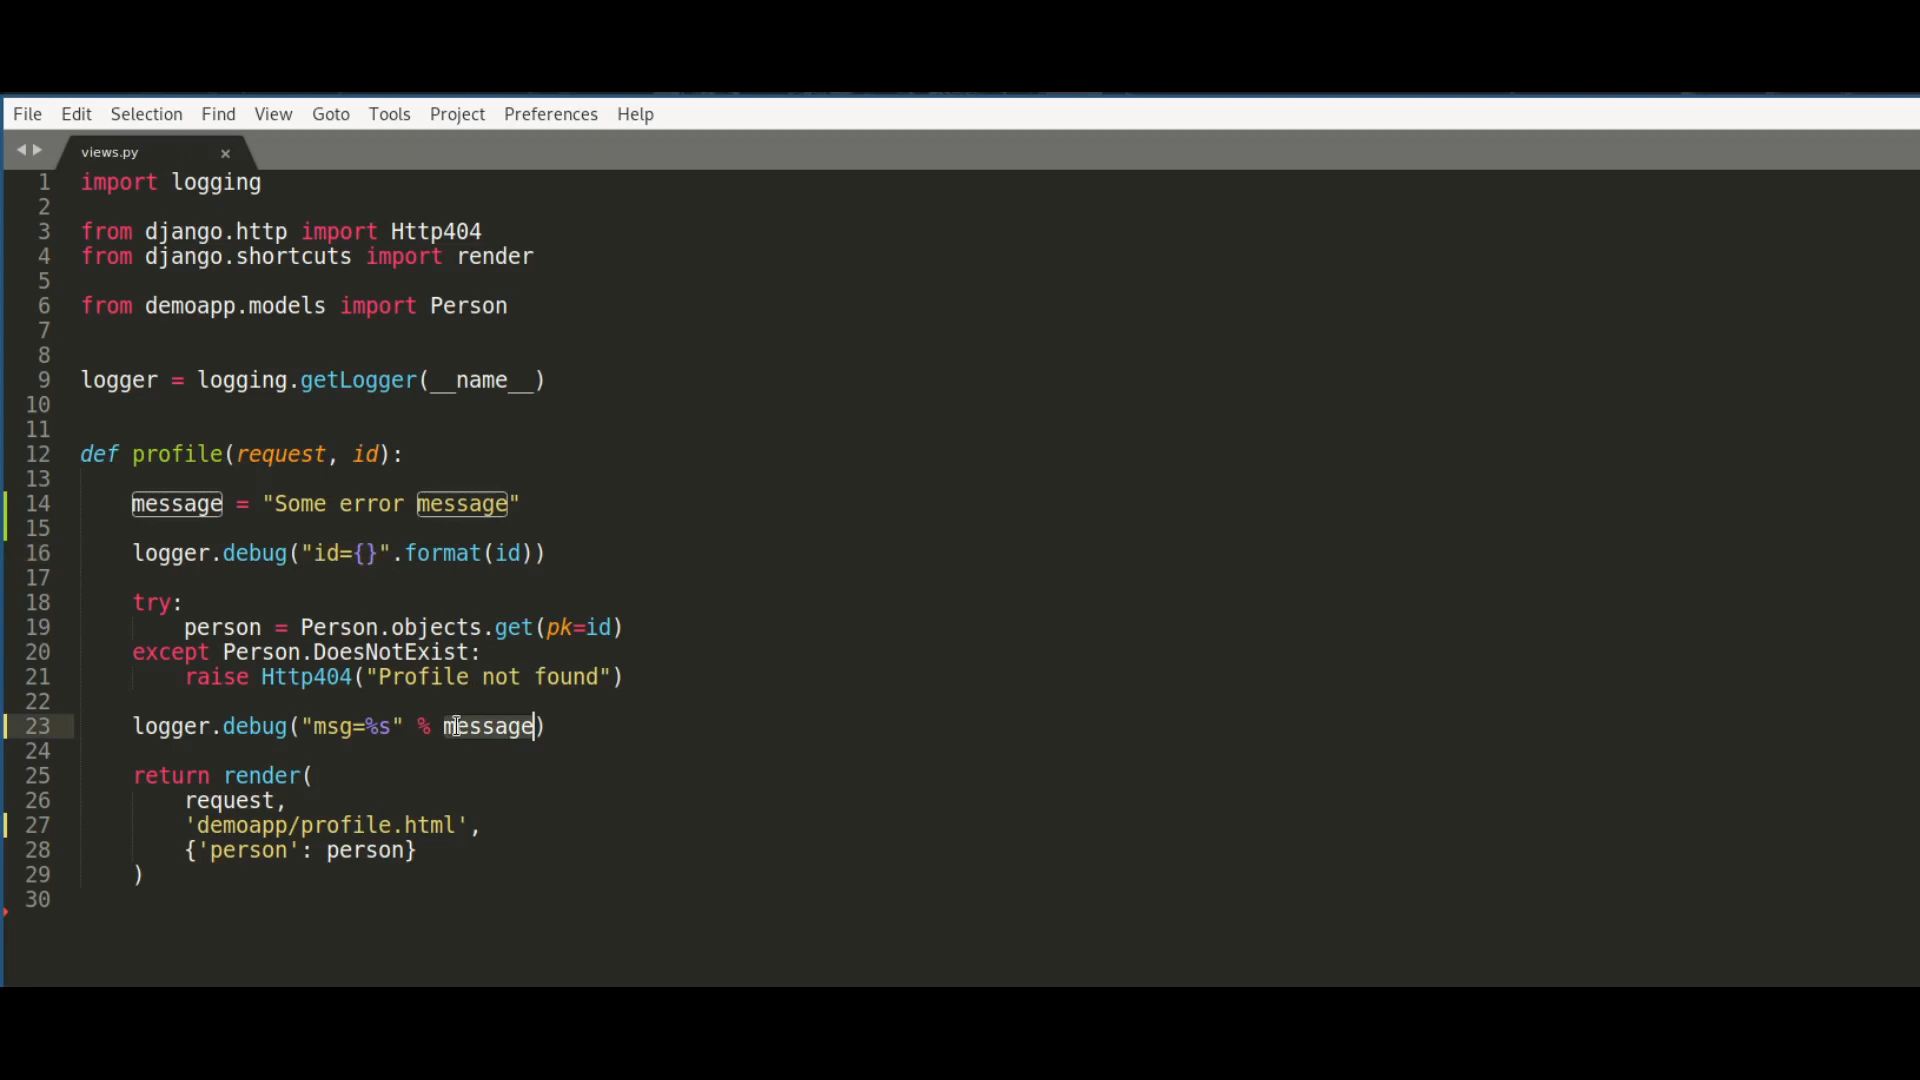 File Edit Selection Find View Goto Tools Project Preferences Help
views.py ×
1 import logging
2
3 from django.http import Http404
4 from django.shortcuts import render
5
6 from demoapp.models import Person
7
8
9 logger = logging.getLogger(__name__)
10
11
12 def profile(request, id):
13
14     message = "Some error message"
15
16     logger.debug("id={}".format(id))
17
18     try:
19         person = Person.objects.get(pk=id)
20     except Person.DoesNotExist:
21         raise Http404("Profile not found")
22
23     logger.debug("msg=%s" % message)
24
25     return render(
26         request,
27         'demoapp/profile.html',
28         {'person': person}
29     )
30